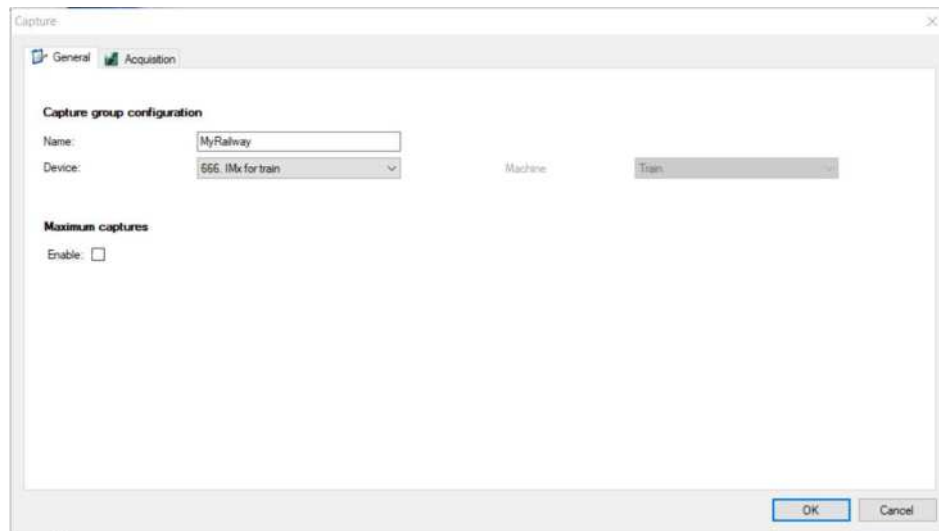 Capture
General Acquisition
Capture group configuration
Name: MyRailway
Device: 666. IMx for train Machine Train
Maximum captures
Enable:
OK Cancel